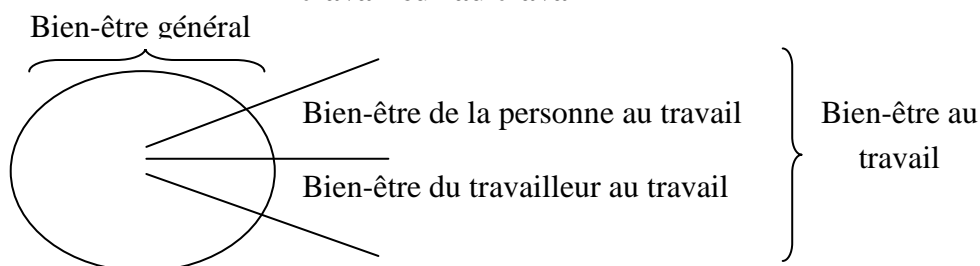 Bien-être général
Bien-être de la personne au travail
Bien-être du travailleur au travail
Bien-être au
travail